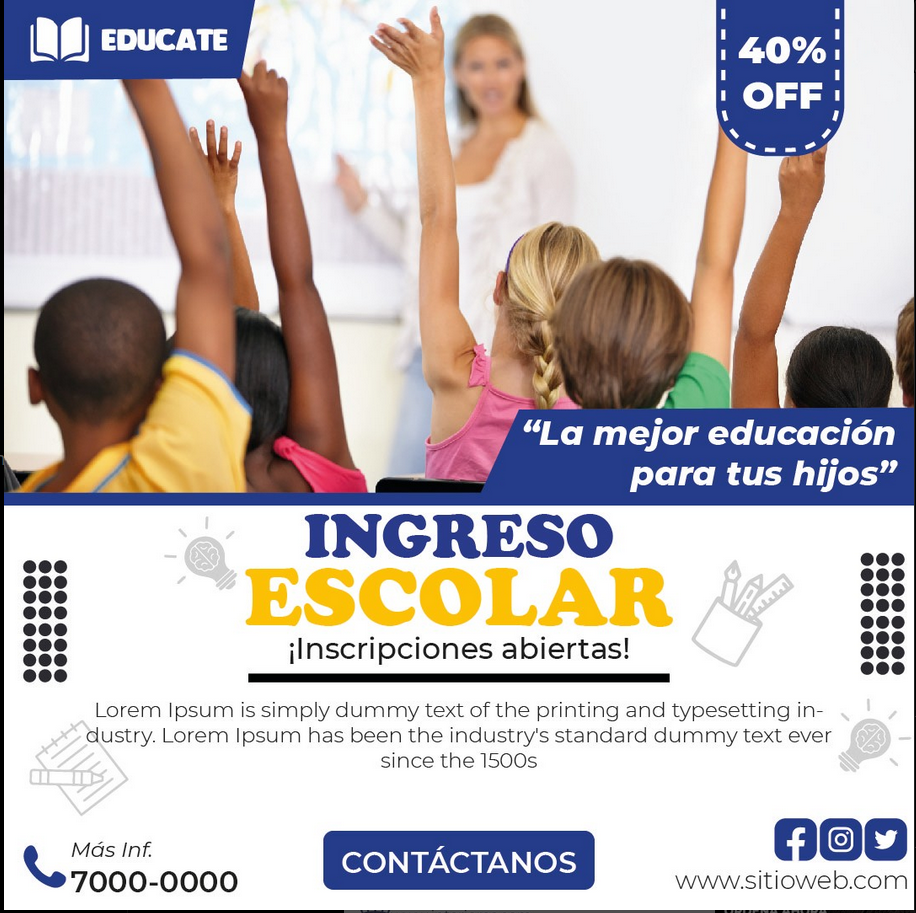 EDUCATE
40%
OFF
“La mejor educación
para tus hijos”
INGRESO
ESCOLAR
¡Inscripciones abiertas!
Lorem Ipsum is simply dummy text of the printing and typesetting in-
dustry. Lorem Ipsum has been the industry's standard dummy text ever
since the 1500s
Más Inf.
7000-0000
CONTÁCTANOS
www.sitioweb.com